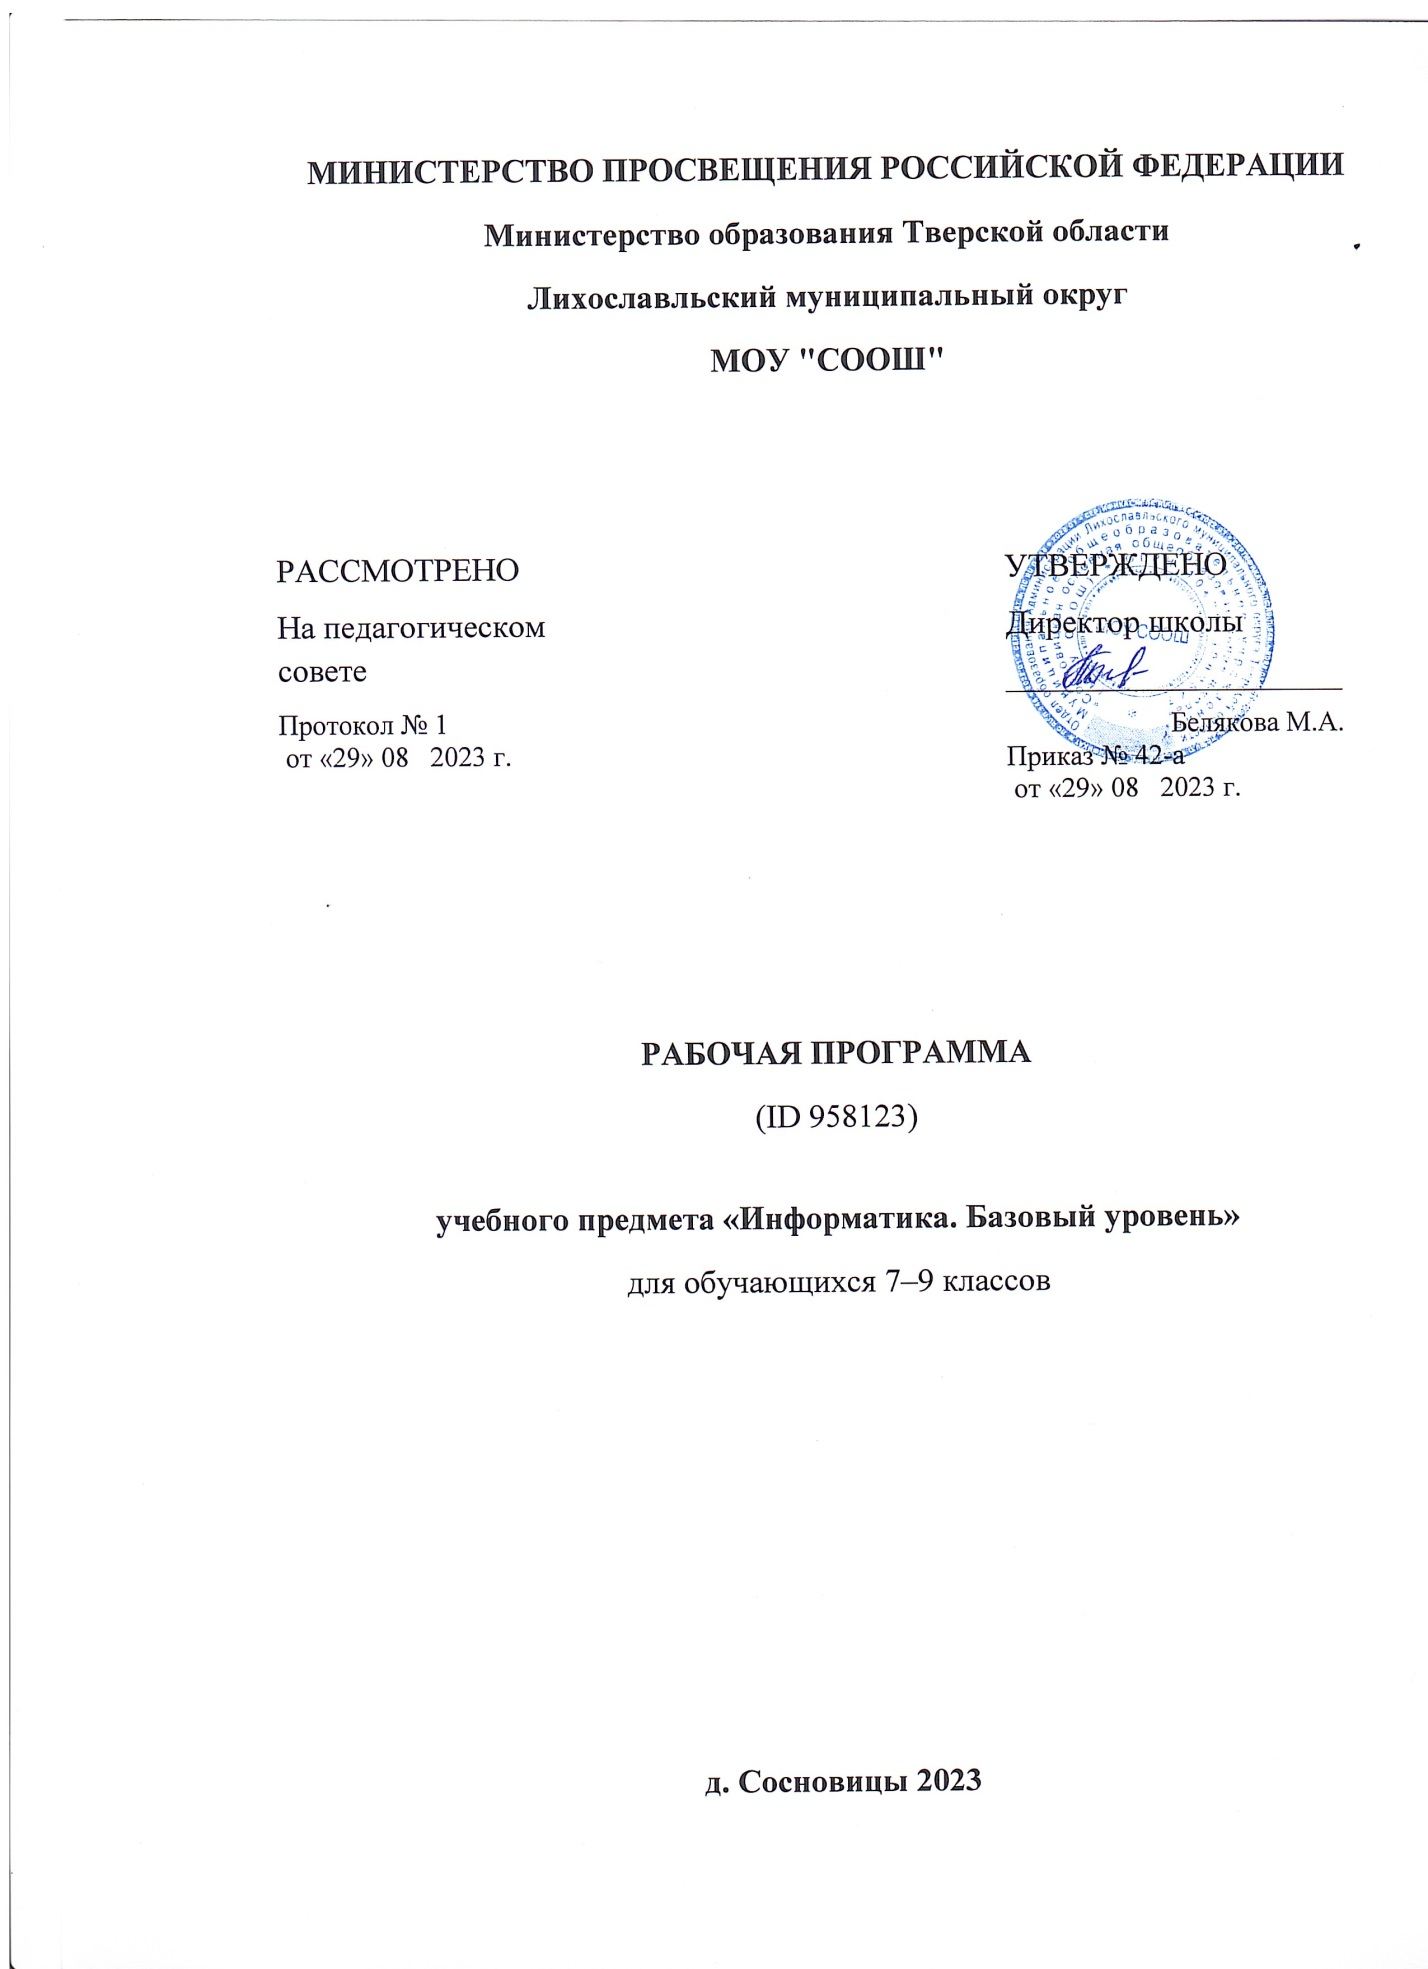 МИНИСТЕРСТВО ПРОСВЕЩЕНИЯ РОССИЙСКОЙ ФЕДЕРАЦИИ
Министерство образования Тверской области
Лихославльский муниципальный округ
МОУ "СООШ"
РАССМОТРЕНО
На педагогическом
совете
Протокол № 1
от «29» 08 2023 г.
УТВЕРЖДЕНО
Директор школы
Белякова М.А.
Приказ № 42-а
от «29» 08 2023 г.
МОУ СООШ
РАБОЧАЯ ПРОГРАММА
(ID 958123)
учебного предмета «Информатика. Базовый уровень»
для обучающихся 7–9 классов
д. Сосновицы 2023